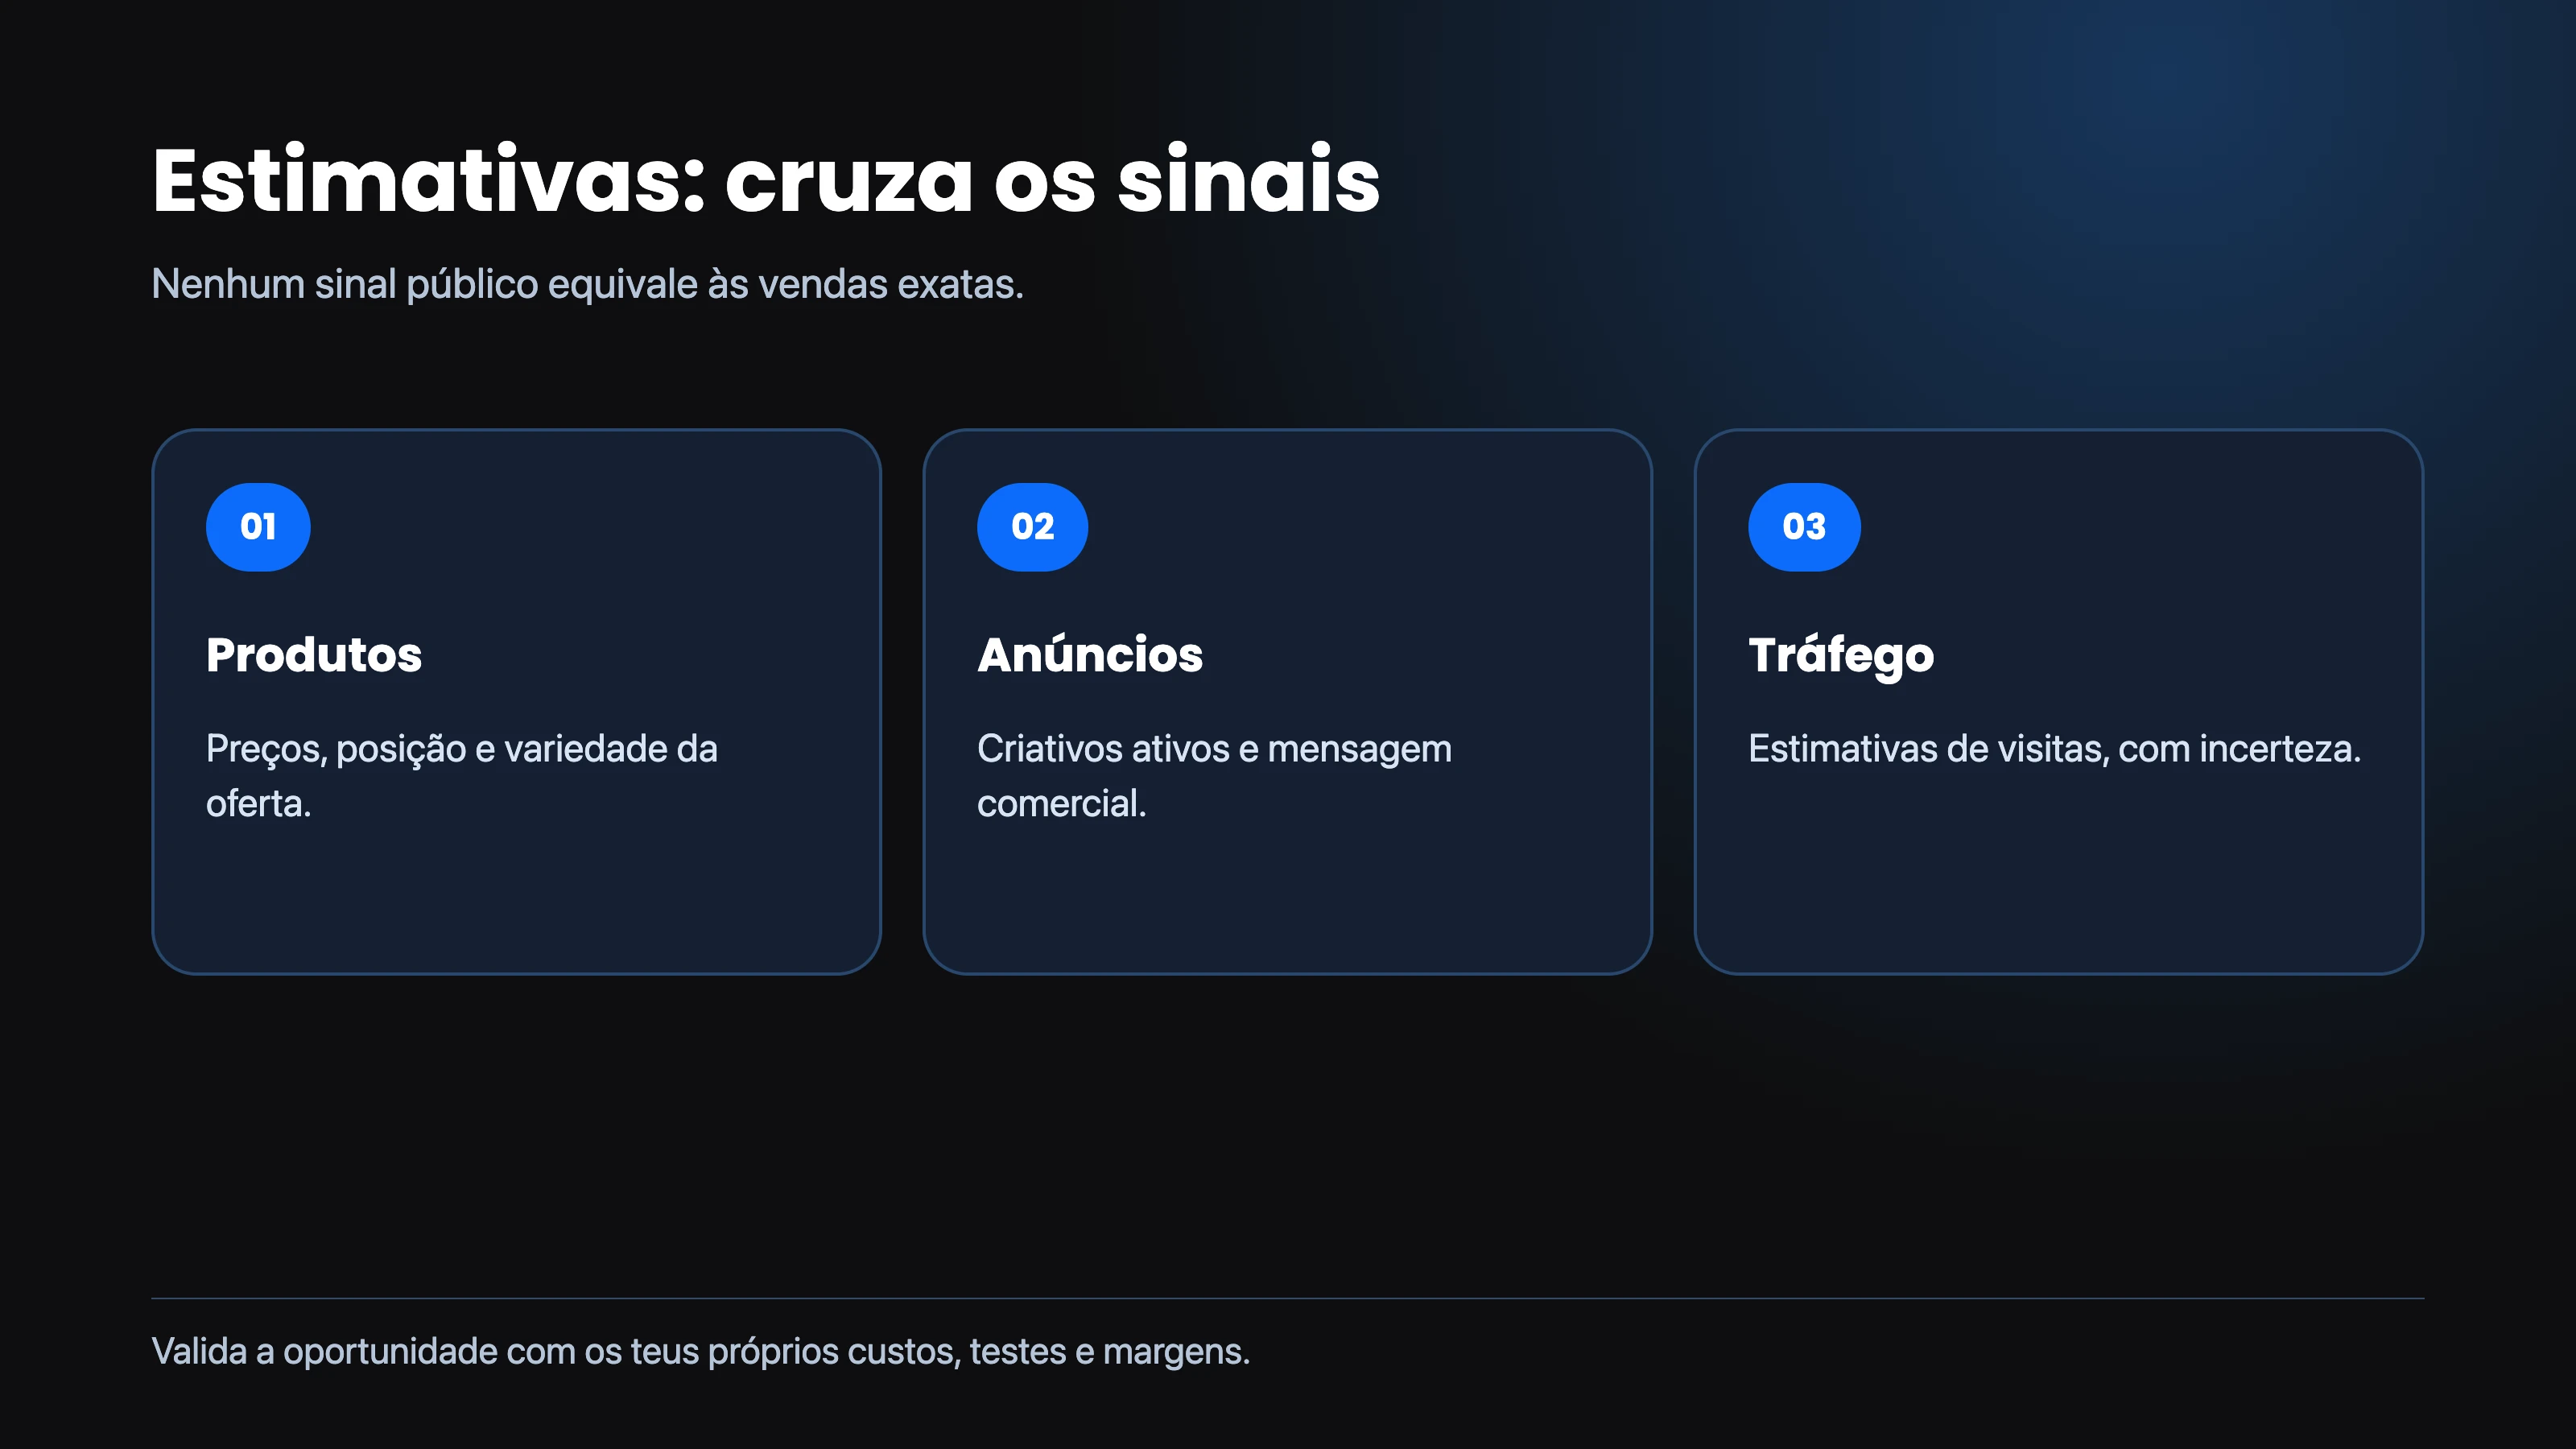 Estimativas: cruza os sinais
Nenhum sinal público equivale às vendas exatas.
01
Produtos
Preços, posição e variedade da
oferta.
02
Anúncios
Criativos ativos e mensagem
comercial.
03
Tráfego
Estimativas de visitas, com incerteza.
Valida a oportunidade com os teus próprios custos, testes e margens.